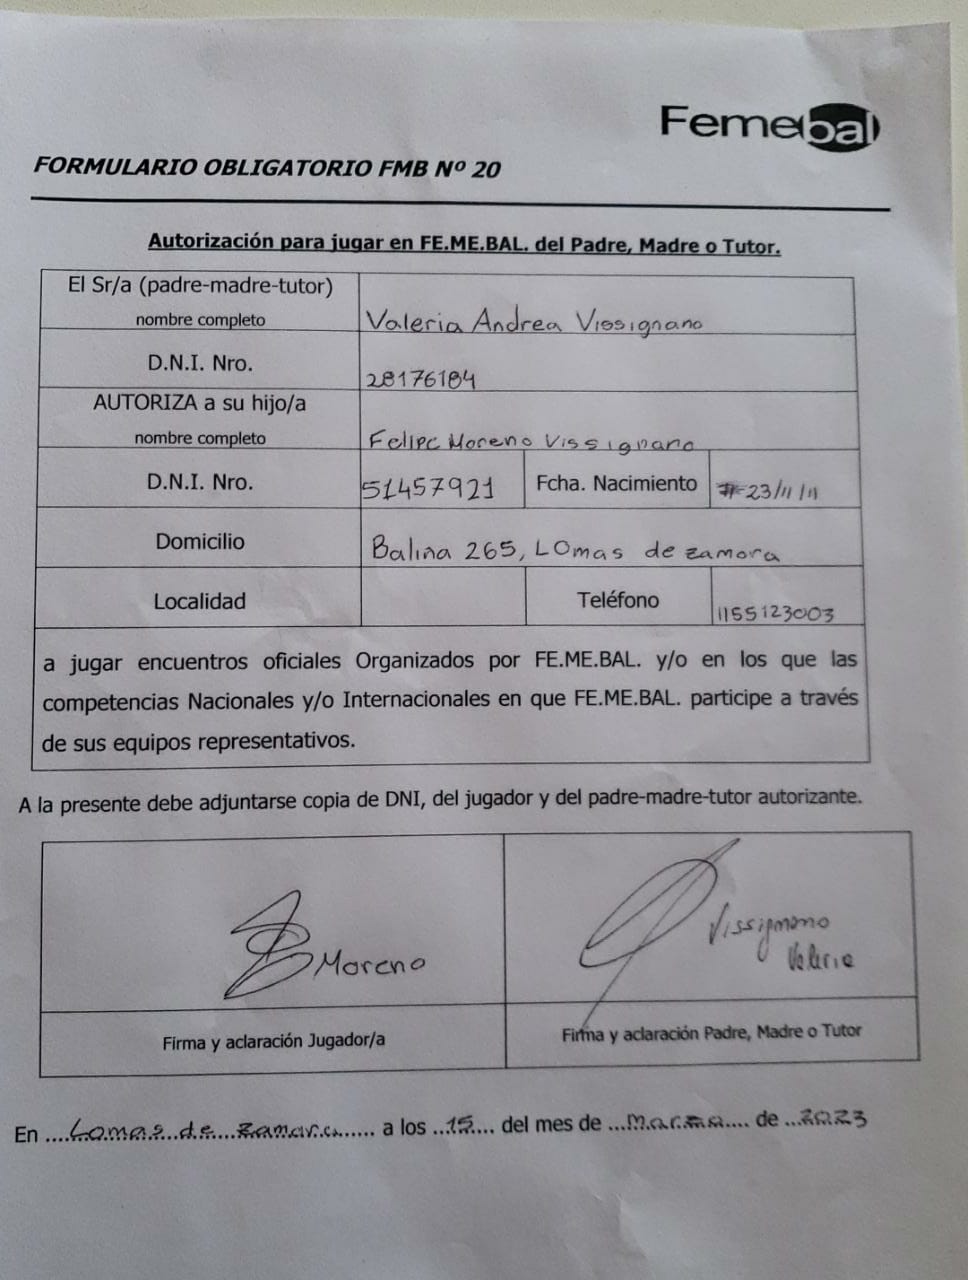 Femebal
FORMULARIO OBLIGATORIO FMB Nº 20
Autorización para jugar en FE.ME.BAL. del Padre, Madre o Tutor.
El Sr/a (padre-madre-tutor)
nombre completo
Valeria Andrea Vissignano
D.N.I. Nro.
28176184
AUTORIZA a su hijo/a
nombre completo
Felipe Moreno Vissignano
D.N.I. Nro.
51457921
Fcha. Nacimiento
23/11/11
Domicilio
Balina 265, LOmas de zamora
Localidad
Teléfono
1155123003
a jugar encuentros oficiales Organizados por FE.ME.BAL. y/o en los que las
competencias Nacionales y/o Internacionales en que FE.ME.BAL. participe a través
de sus equipos representativos.
A la presente debe adjuntarse copia de DNI, del jugador y del padre-madre-tutor autorizante.
Moreno
Vissignano
Valeria
Firma y aclaración Jugador/a
Firma y aclaración Padre, Madre o Tutor
En ....Lomas...de....zamora...... a los ...15.... del mes de ...Marzo.... de ...2023